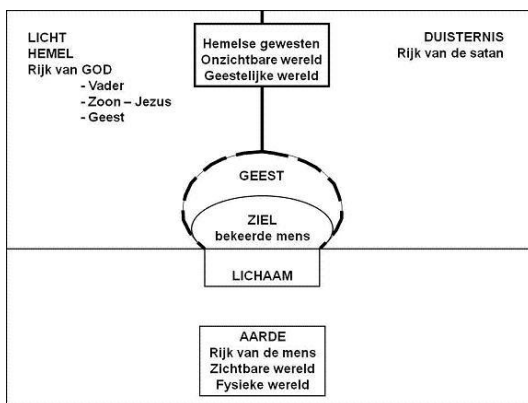 LICHT
HEMEL
Rijk van GOD
- Vader
- Zoon – Jezus
- Geest
Hemelse gewesten
Onzichtbare wereld
Geestelijke wereld
DUISTERNIS
Rijk van de satan
GEEST
ZIEL
bekeerde mens
LICHAAM
AARDE
Rijk van de mens
Zichtbare wereld
Fysieke wereld